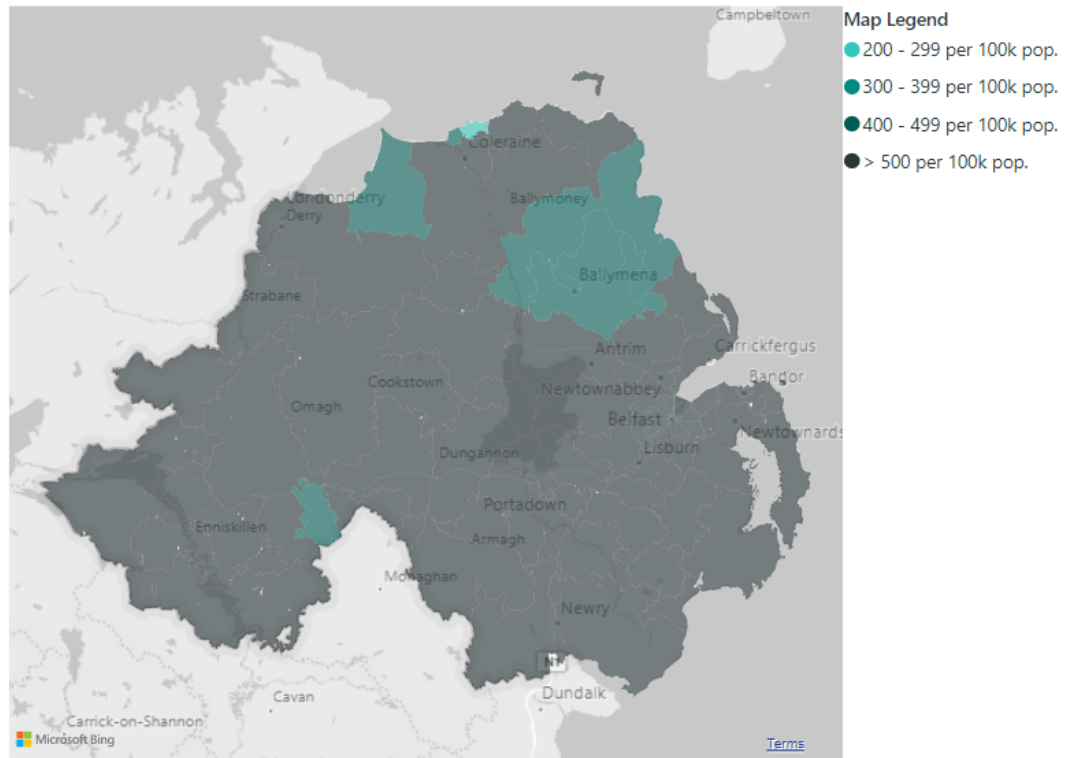 Campbeltown
Map Legend
200 - 299 per 100k pop.
300 - 399 per 100k pop.
400 - 499 per 100k pop.
> 500 per 100k pop.
Coleraine
Londonderry
Derry
Ballymoney
Ballymena
Strabane
Antrim
Carrickfergus
Cookstown
Newtownabbey
Bangor
Omagh
Belfast
Newtownards
Dungannon
Lisburn
Portadown
Enniskillen
Armagh
Monaghan
Newry
N1
Dundalk
Cavan
Carrick-on-Shannon
Microsoft Bing
Terms